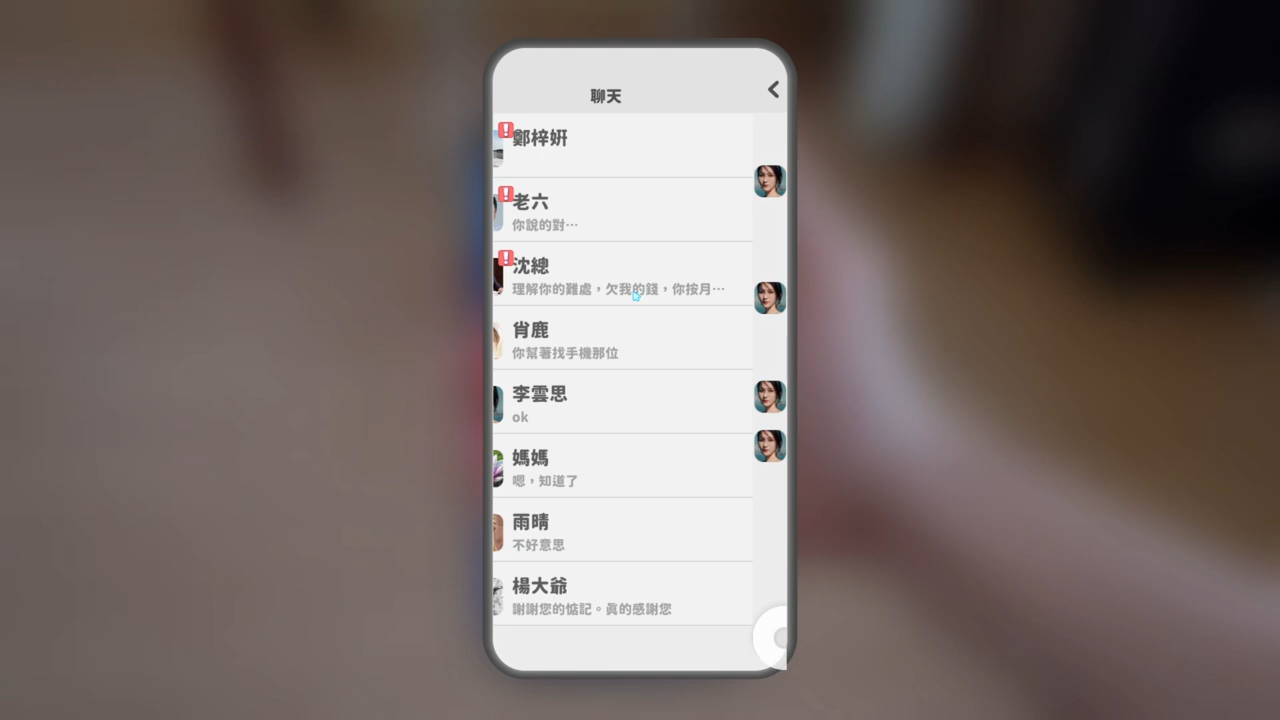 聊天
鄭梓妍
老六
你說的對…
沈總
理解你的難處，欠我的錢，你按月…
肖鹿
你幫著找手機那位
李雲思
ok
媽媽
嗯，知道了
雨晴
不好意思
楊大爺
謝謝您的惦記。真的感謝您